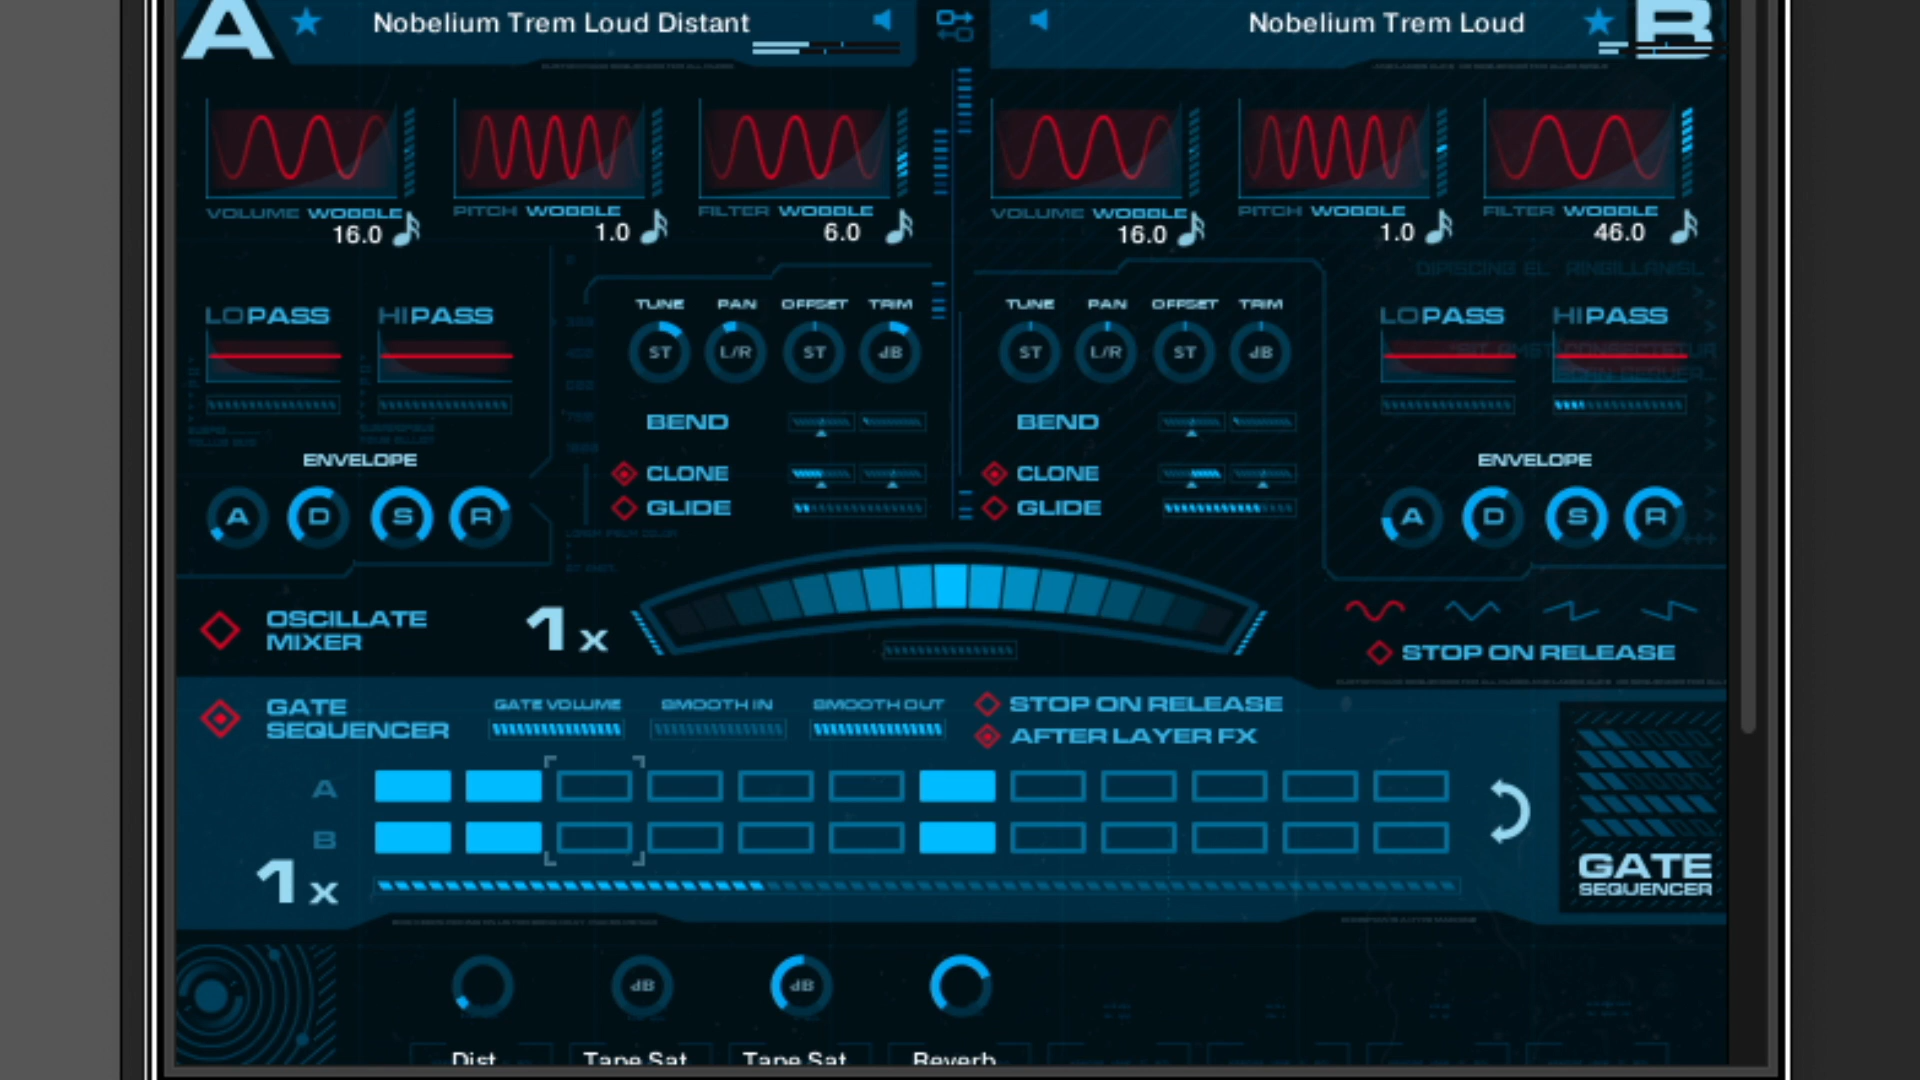 A Nobelium Trem Loud Distant
Nobelium Trem Loud B
VOLUME WOBBLE 16.0
PITCH WOBBLE 1.0
FILTER WOBBLE 6.0
VOLUME WOBBLE 16.0
PITCH WOBBLE 1.0
FILTER WOBBLE 46.0
LOPASS HIPASS
TUNE PAN OFFSET TRIM
ST L/R ST dB
BEND
CLONE
GLIDE
ENVELOPE
A D S R
TUNE PAN OFFSET TRIM
ST L/R ST dB
BEND
CLONE
GLIDE
LOPASS HIPASS
ENVELOPE
A D S R
OSCILLATE
MIXER
1x
STOP ON RELEASE
GATE
SEQUENCER
GATE VOLUME SMOOTH IN SMOOTH OUT
STOP ON RELEASE
AFTER LAYER FX
A
B
1x
GATE
SEQUENCER
dB dB
Dist Tape Sat Tape Sat Reverb